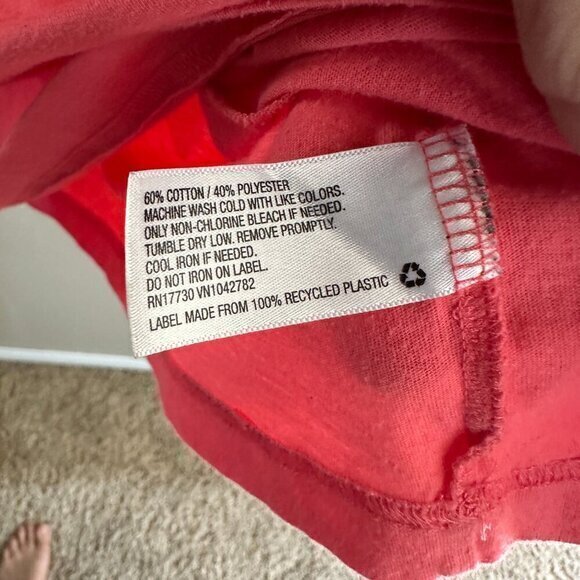 60% COTTON / 40% POLYESTER
MACHINE WASH COLD WITH LIKE COLORS.
ONLY NON-CHLORINE BLEACH IF NEEDED.
TUMBLE DRY LOW. REMOVE PROMPTLY.
COOL IRON IF NEEDED.
DO NOT IRON ON LABEL.
RN17730 VN1042782
LABEL MADE FROM 100% RECYCLED PLASTIC